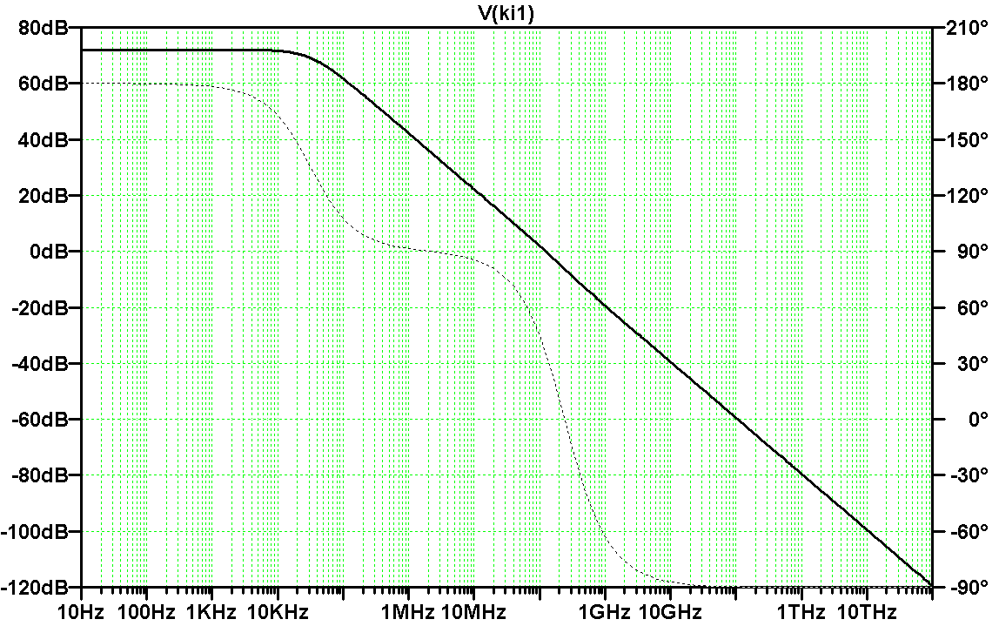 V(ki1)
80dB 210°
60dB 180°
40dB 150°
20dB 120°
0dB 90°
-20dB 60°
-40dB 30°
-60dB 0°
-80dB -30°
-100dB -60°
-120dB -90°
10Hz 100Hz 1KHz 10KHz 1MHz 10MHz 1GHz 10GHz 1THz 10THz